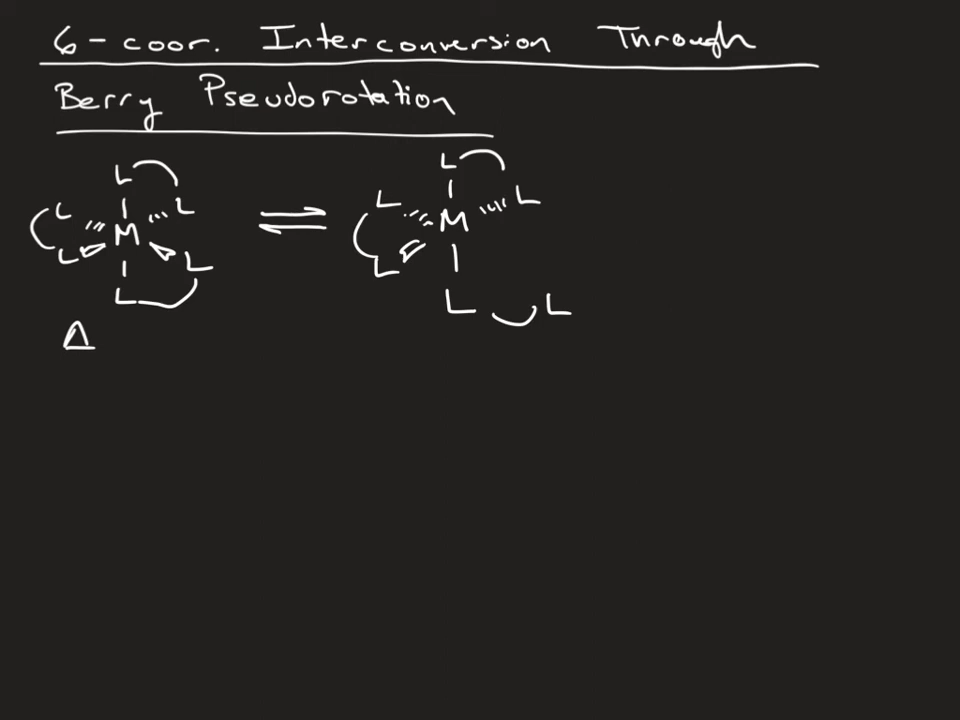 6-coor. Interconversion Through
Berry Pseudorotation
L L
L L L L
M M
L L L
L L L
Δ